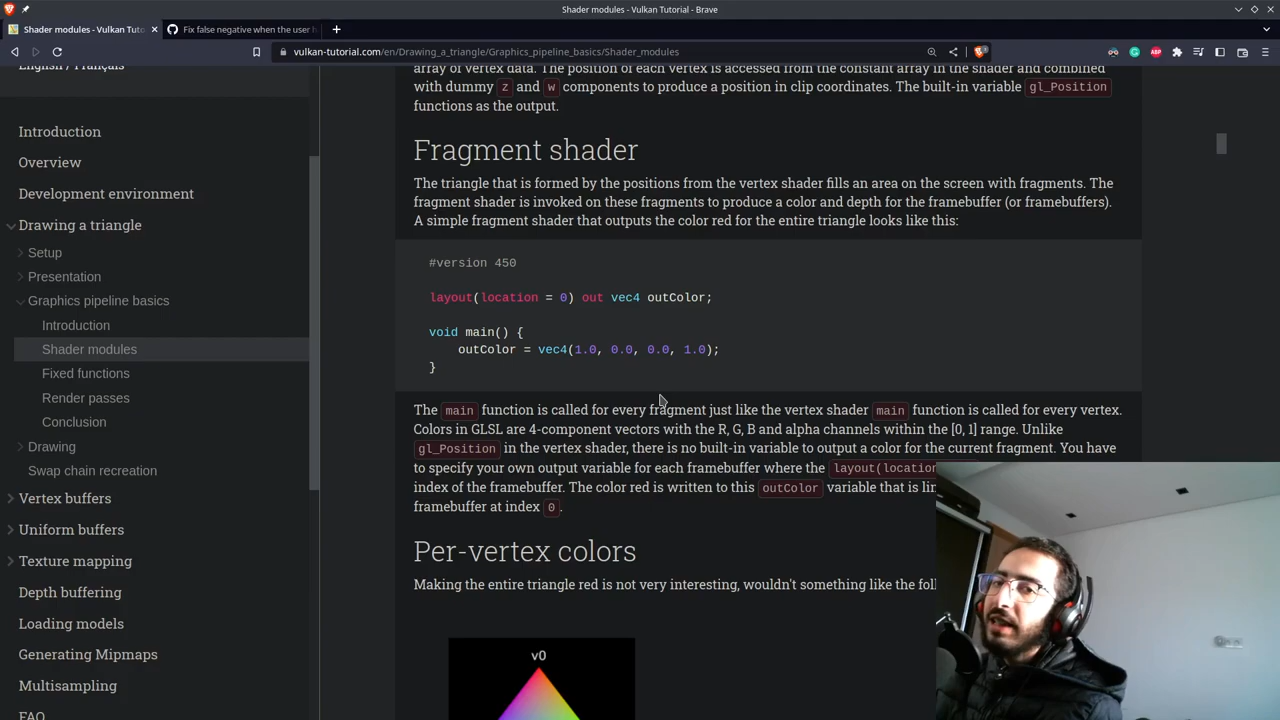 Shader modules - Vulkan Tutorial - Brave
Shader modules - Vulkan Tuto
Fix false negative when the user h
vulkan-tutorial.com/en/Drawing_a_triangle/Graphics_pipeline_basics/Shader_modules
English / Français
Introduction
Overview
Development environment
Drawing a triangle
Setup
Presentation
Graphics pipeline basics
Introduction
Shader modules
Fixed functions
Render passes
Conclusion
Drawing
Swap chain recreation
Vertex buffers
Uniform buffers
Texture mapping
Depth buffering
Loading models
Generating Mipmaps
Multisampling
FAQ
array of vertex data. The position of each vertex is accessed from the constant array in the shader and combined
with dummy z and w components to produce a position in clip coordinates. The built-in variable gl_Position
functions as the output.
Fragment shader
The triangle that is formed by the positions from the vertex shader fills an area on the screen with fragments. The
fragment shader is invoked on these fragments to produce a color and depth for the framebuffer (or framebuffers).
A simple fragment shader that outputs the color red for the entire triangle looks like this:
#version 450
layout(location = 0) out vec4 outColor;
void main() {
outColor = vec4(1.0, 0.0, 0.0, 1.0);
}
The main function is called for every fragment just like the vertex shader main function is called for every vertex.
Colors in GLSL are 4-component vectors with the R, G, B and alpha channels within the [0, 1] range. Unlike
gl_Position in the vertex shader, there is no built-in variable to output a color for the current fragment. You have
to specify your own output variable for each framebuffer where the layout(location
index of the framebuffer. The color red is written to this outColor variable that is lin
framebuffer at index 0.
Per-vertex colors
Making the entire triangle red is not very interesting, wouldn't something like the fol
v0